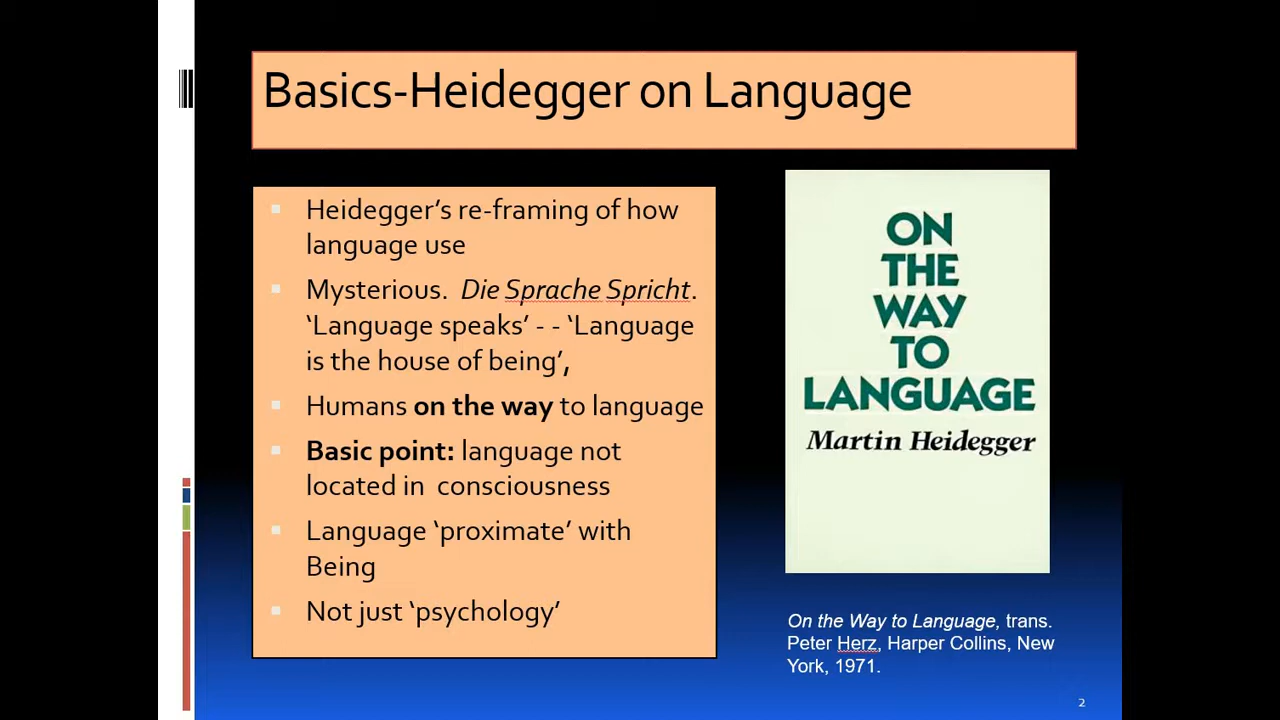 Basics-Heidegger on Language
Heidegger's re-framing of how
language use
Mysterious. Die Sprache Spricht.
‘Language speaks’ - - ‘Language
is the house of being’,
Humans on the way to language
Basic point: language not
located in consciousness
Language ‘proximate’ with
Being
Not just ‘psychology’
ON
THE
WAY
TO
LANGUAGE
Martin Heidegger
On the Way to Language, trans.
Peter Herz, Harper Collins, New
York, 1971.
2